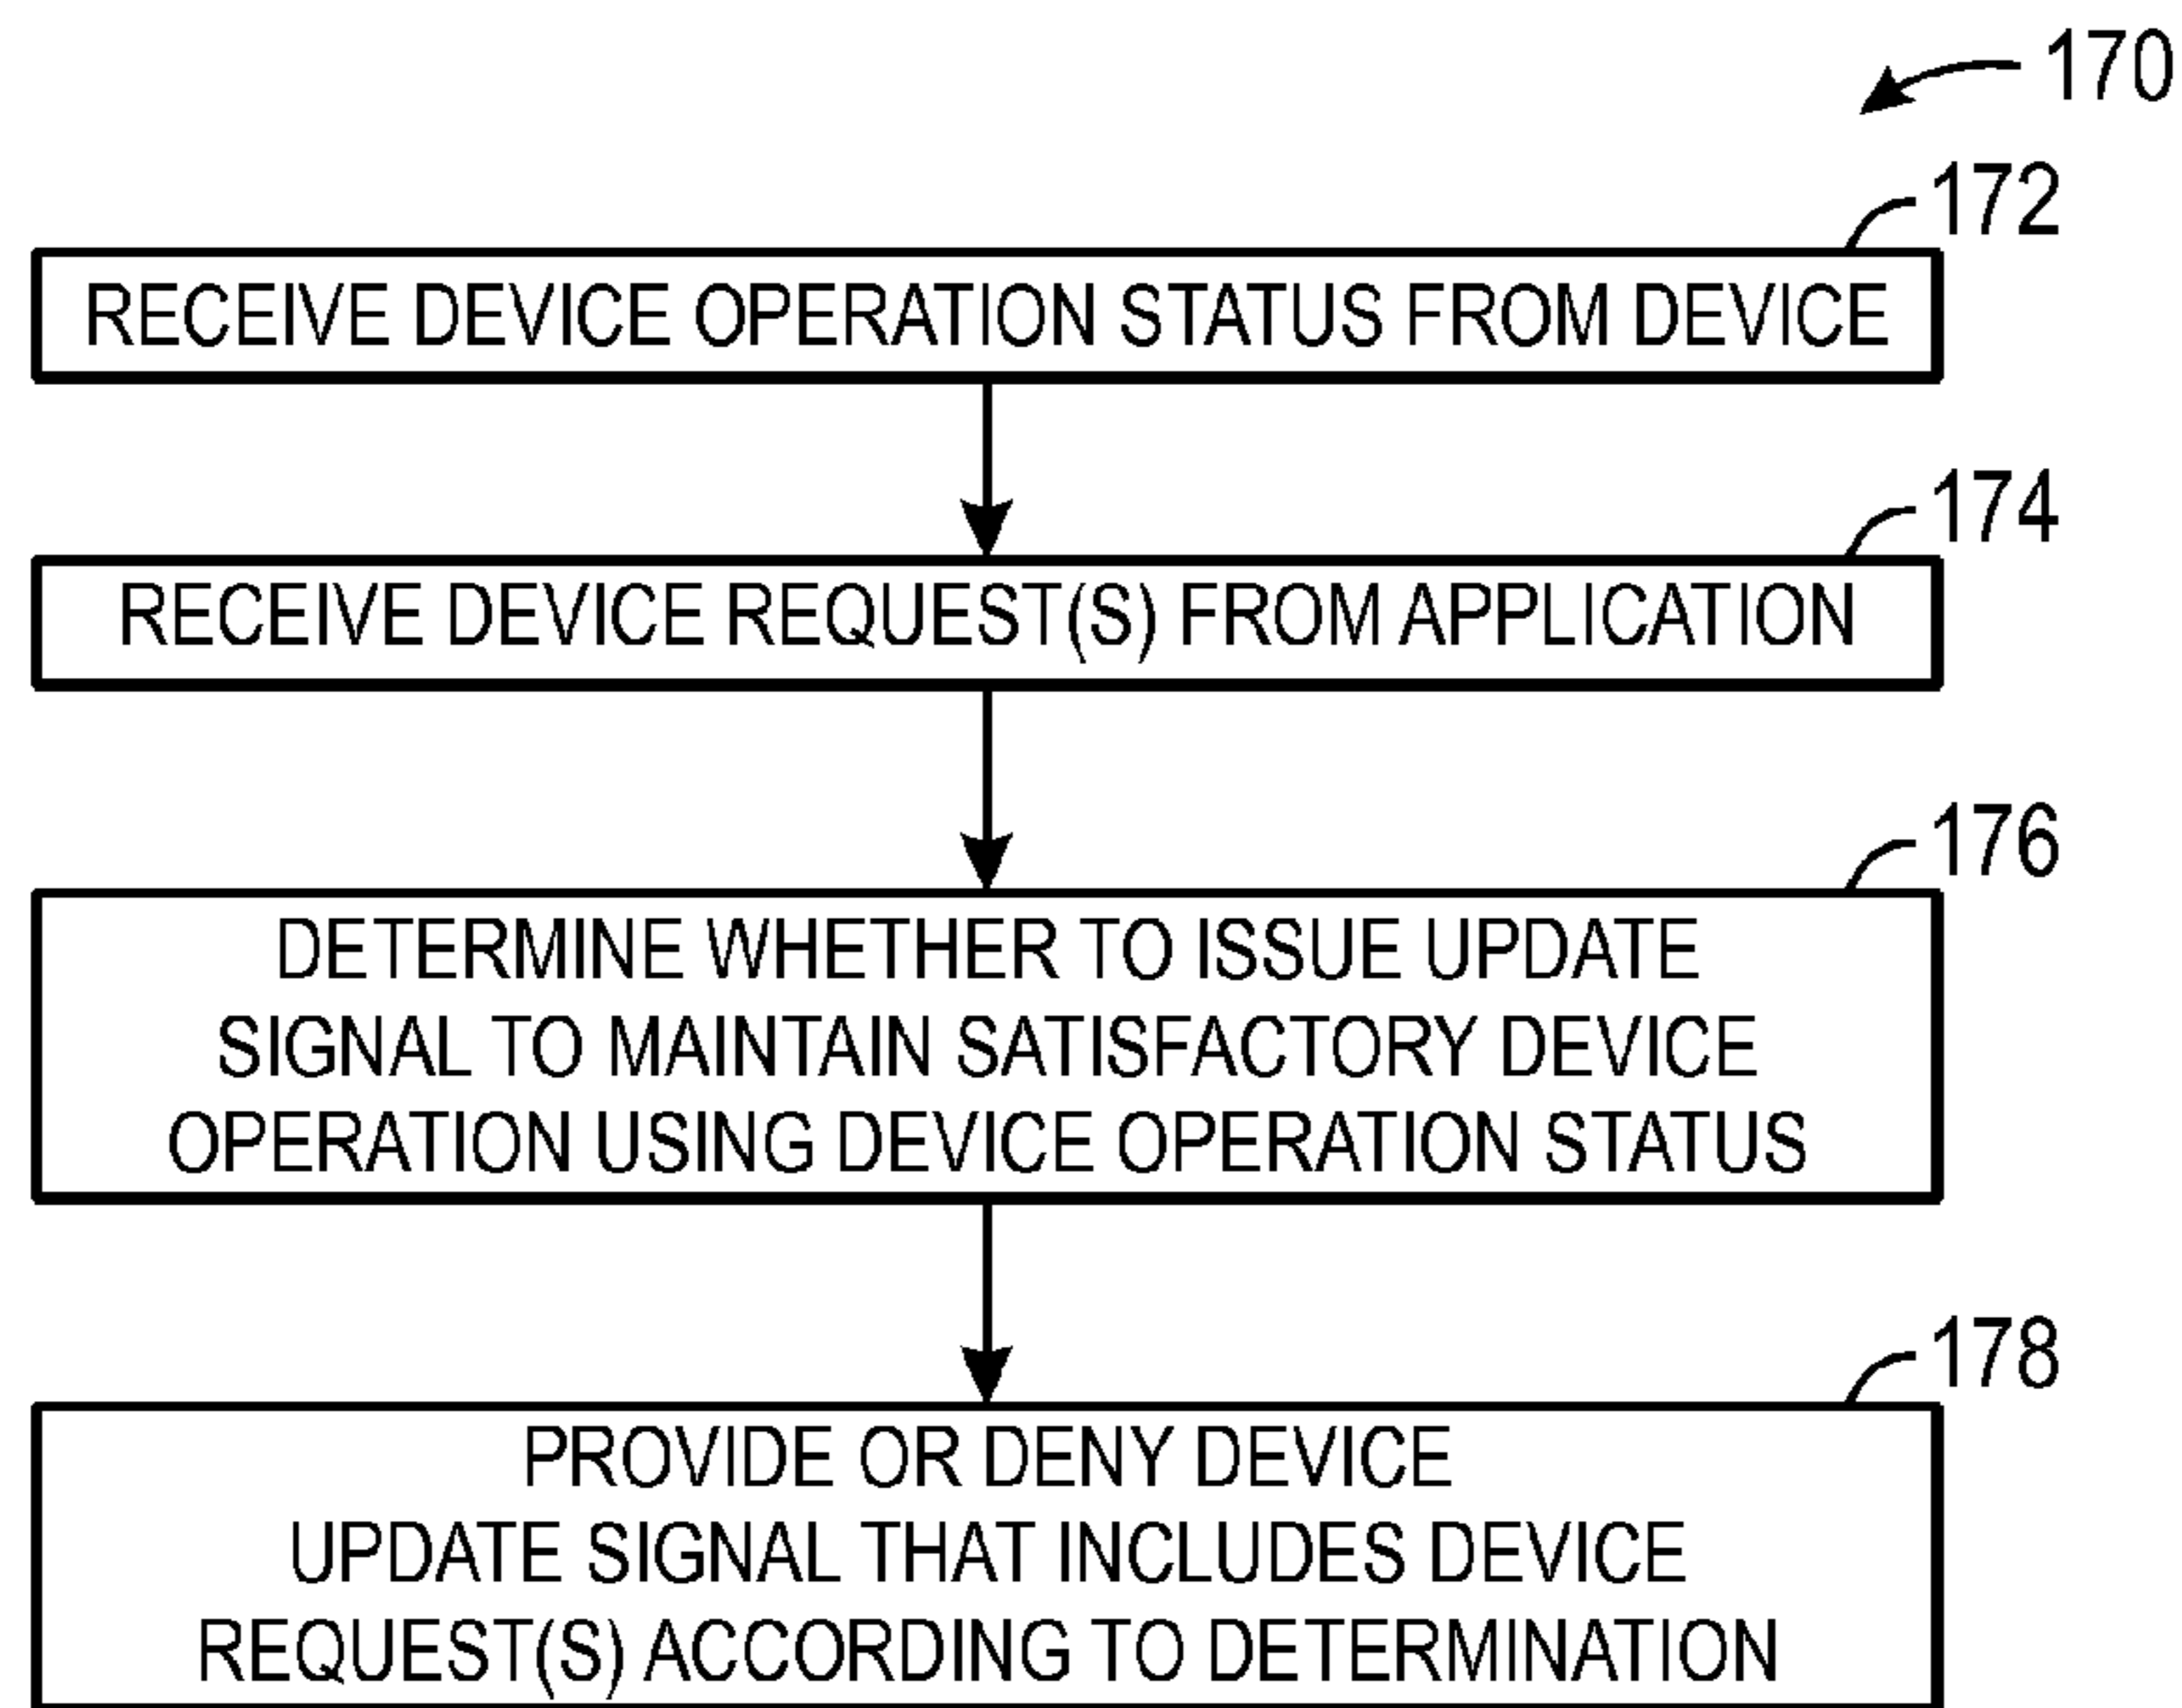 170
172
RECEIVE DEVICE OPERATION STATUS FROM DEVICE
174
RECEIVE DEVICE REQUEST(S) FROM APPLICATION
176
DETERMINE WHETHER TO ISSUE UPDATE
SIGNAL TO MAINTAIN SATISFACTORY DEVICE
OPERATION USING DEVICE OPERATION STATUS
178
PROVIDE OR DENY DEVICE
UPDATE SIGNAL THAT INCLUDES DEVICE
REQUEST(S) ACCORDING TO DETERMINATION